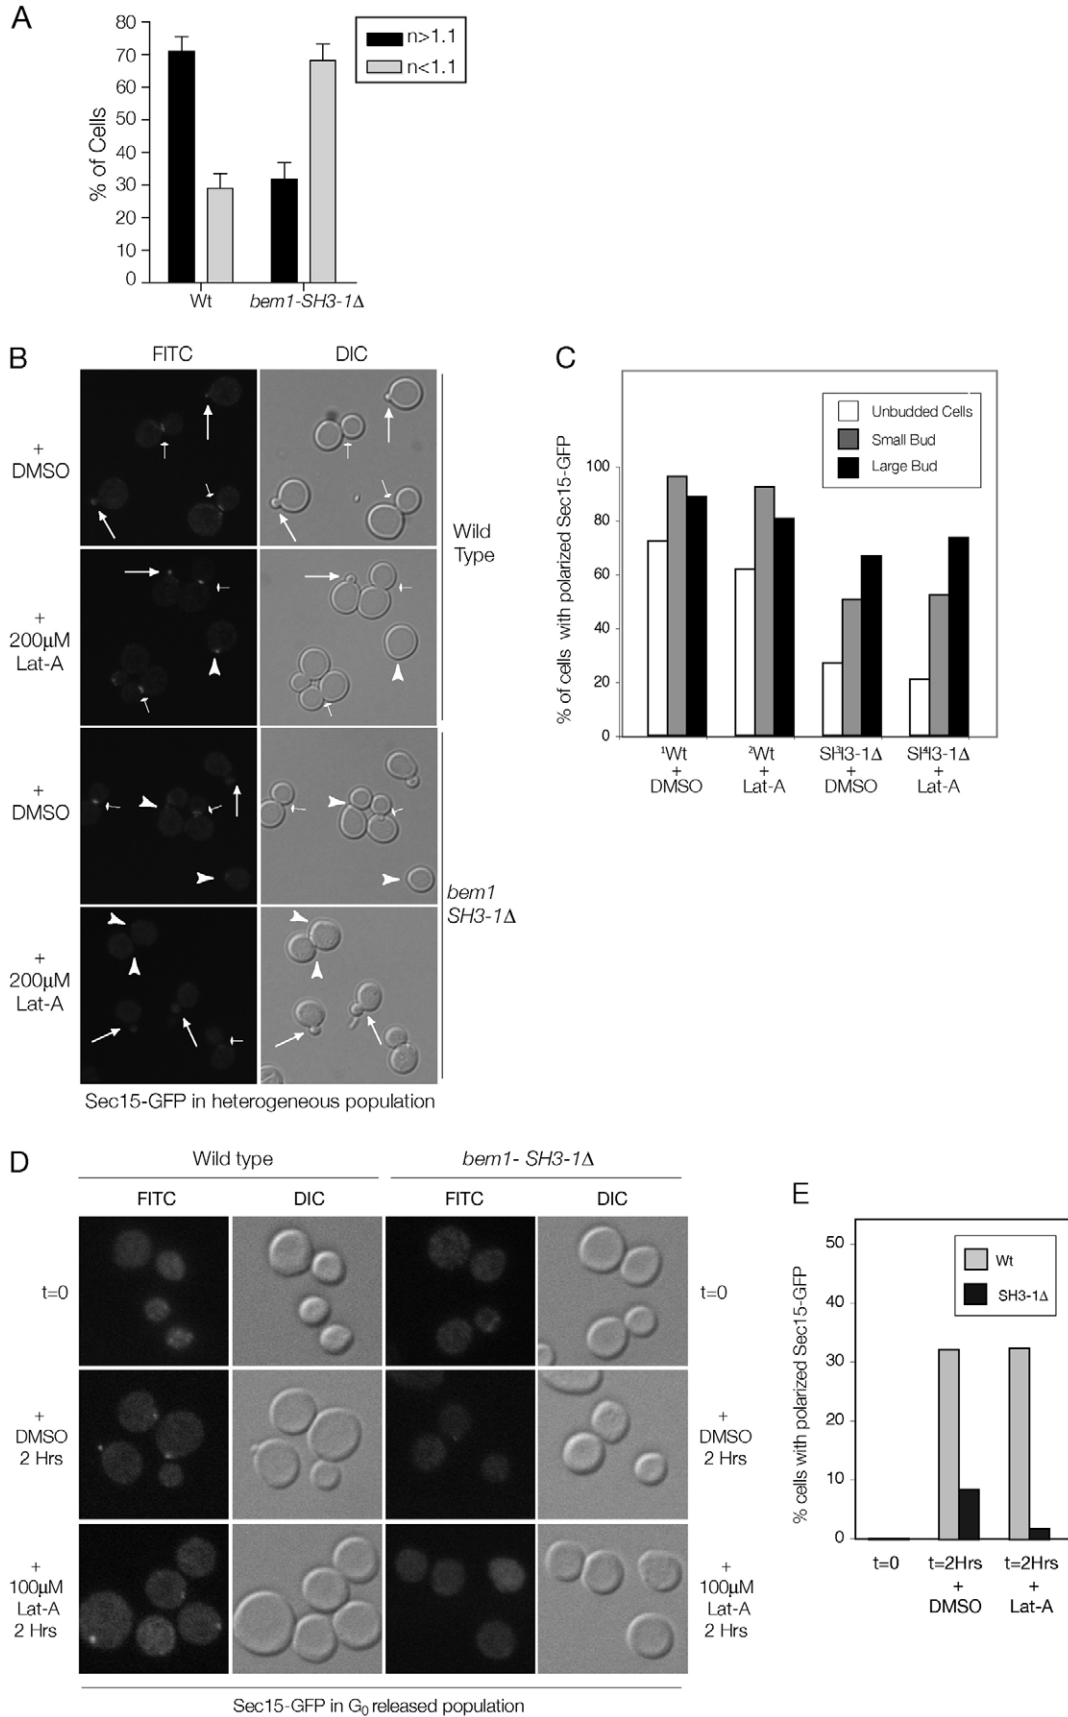 A
80
70
60
50
40
30
20
10
0
% of Cells
n>1.1
n<1.1
Wt
bem1-SH3-1Δ
B
FITC
DIC
+
DMSO
+
200μM
Lat-A
Wild
Type
+
DMSO
+
200μM
Lat-A
bem1
SH3-1Δ
Sec15-GFP in heterogeneous population
C
% of cells with polarized Sec15-GFP
100
80
60
40
20
0
Unbudded Cells
Small Bud
Large Bud
¹Wt
+
DMSO
²Wt
+
Lat-A
+
DMSO
+
Lat-A
D
Wild type
bem1- SH3-1Δ
FITC
DIC
FITC
DIC
t=0
t=0
+
DMSO
2 Hrs
+
DMSO
2 Hrs
+
100μM
Lat-A
2 Hrs
+
100μM
Lat-A
2 Hrs
Sec15-GFP in G₀ released population
E
% cells with polarized Sec15-GFP
50
40
30
20
10
0
Wt
SH3-1Δ
t=0
t=2Hrs
+
DMSO
t=2Hrs
+
Lat-A